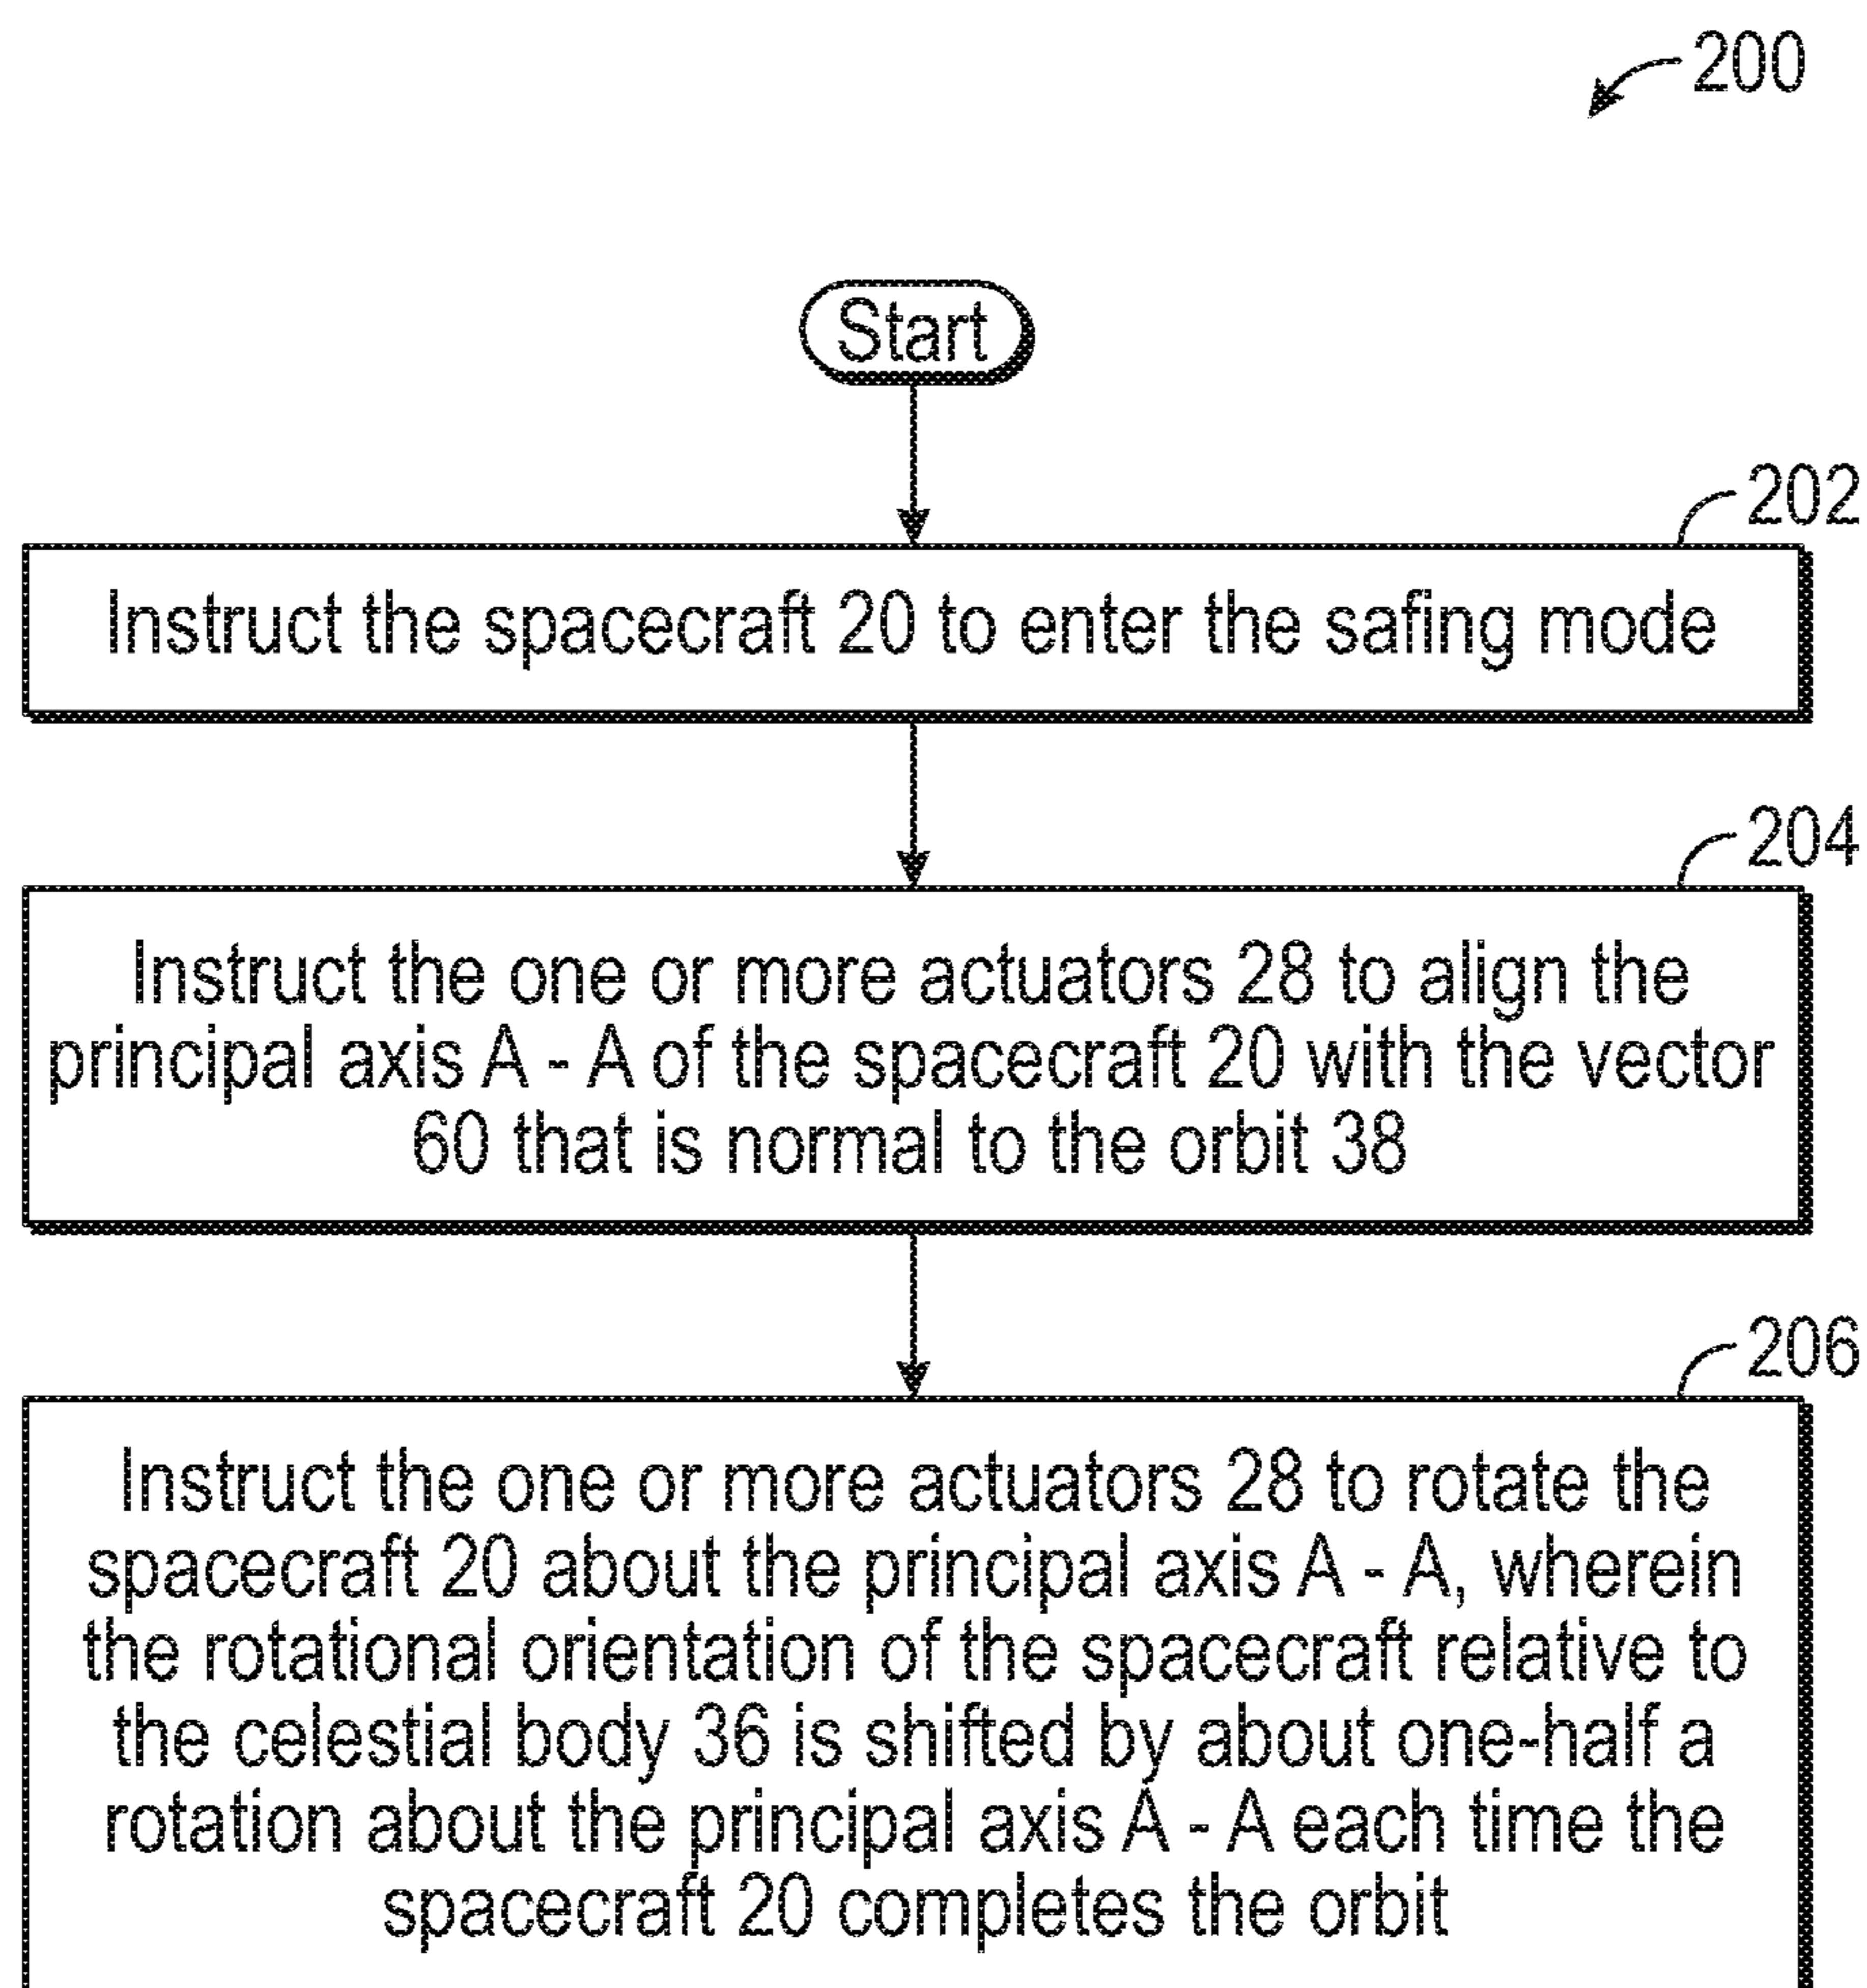 200
Start
202
Instruct the spacecraft 20 to enter the safing mode
204
Instruct the one or more actuators 28 to align the
principal axis A - A of the spacecraft 20 with the vector
60 that is normal to the orbit 38
206
Instruct the one or more actuators 28 to rotate the
spacecraft 20 about the principal axis A - A, wherein
the rotational orientation of the spacecraft relative to
the celestial body 36 is shifted by about one-half a
rotation about the principal axis A - A each time the
spacecraft 20 completes the orbit